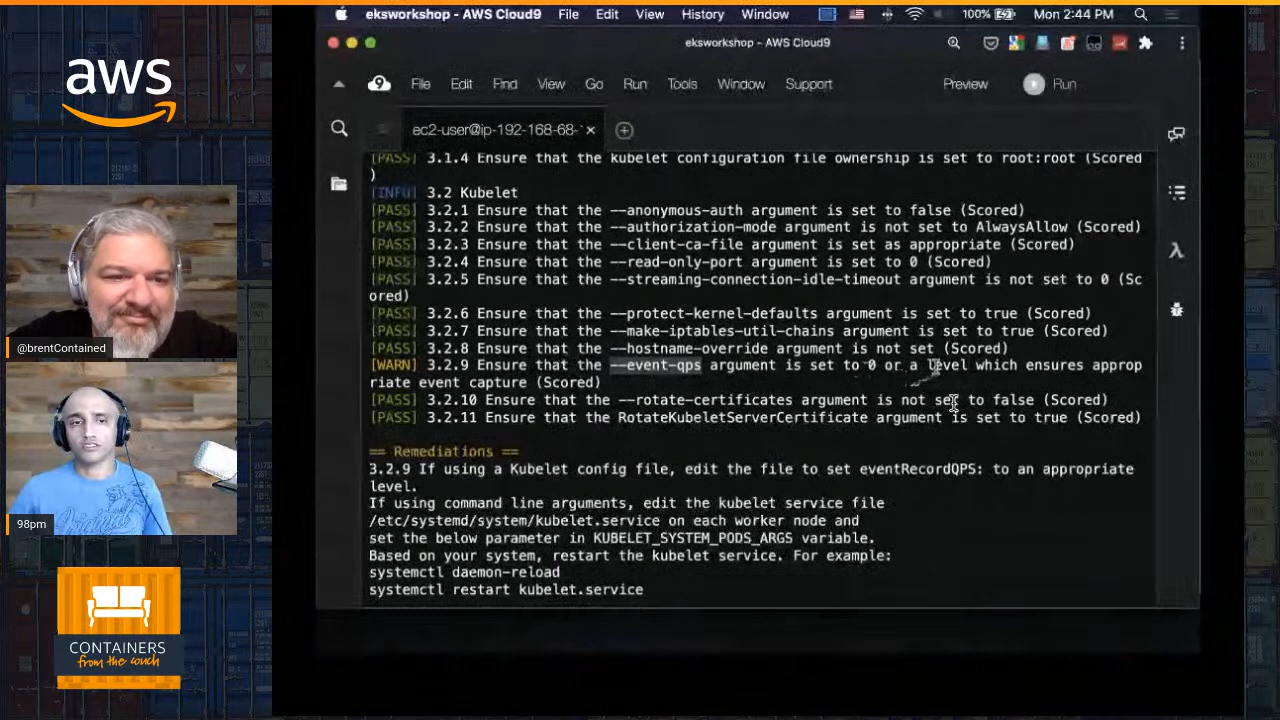 aws
eksworkshop - AWS Cloud9 File Edit View History Window 100% Mon 2:44 PM
eksworkshop - AWS Cloud9
9 File Edit Find View Go Run Tools Window Support Preview Run
ec2-user@ip-192-168-68-
[PASS] 3.1.4 Ensure that the kubelet configuration file ownership is set to root:root (Scored
)
[INFO] 3.2 Kubelet
[PASS] 3.2.1 Ensure that the --anonymous-auth argument is set to false (Scored)
[PASS] 3.2.2 Ensure that the --authorization-mode argument is not set to AlwaysAllow (Scored)
[PASS] 3.2.3 Ensure that the --client-ca-file argument is set as appropriate (Scored)
[PASS] 3.2.4 Ensure that the --read-only-port argument is set to 0 (Scored)
[PASS] 3.2.5 Ensure that the --streaming-connection-idle-timeout argument is not set to 0 (Sc
ored)
[PASS] 3.2.6 Ensure that the --protect-kernel-defaults argument is set to true (Scored)
[PASS] 3.2.7 Ensure that the --make-iptables-util-chains argument is set to true (Scored)
[PASS] 3.2.8 Ensure that the --hostname-override argument is not set (Scored)
[WARN] 3.2.9 Ensure that the --event-qps argument is set to 0 or a level which ensures approp
riate event capture (Scored)
[PASS] 3.2.10 Ensure that the --rotate-certificates argument is not set to false (Scored)
[PASS] 3.2.11 Ensure that the RotateKubeletServerCertificate argument is set to true (Scored)
== Remediations ==
3.2.9 If using a Kubelet config file, edit the file to set eventRecordQPS: to an appropriate
level.
If using command line arguments, edit the kubelet service file
/etc/systemd/system/kubelet.service on each worker node and
set the below parameter in KUBELET_SYSTEM_PODS_ARGS variable.
Based on your system, restart the kubelet service. For example:
systemctl daemon-reload
systemctl restart kubelet.service
@brentContained
98pm
CONTAINERS
from the couch